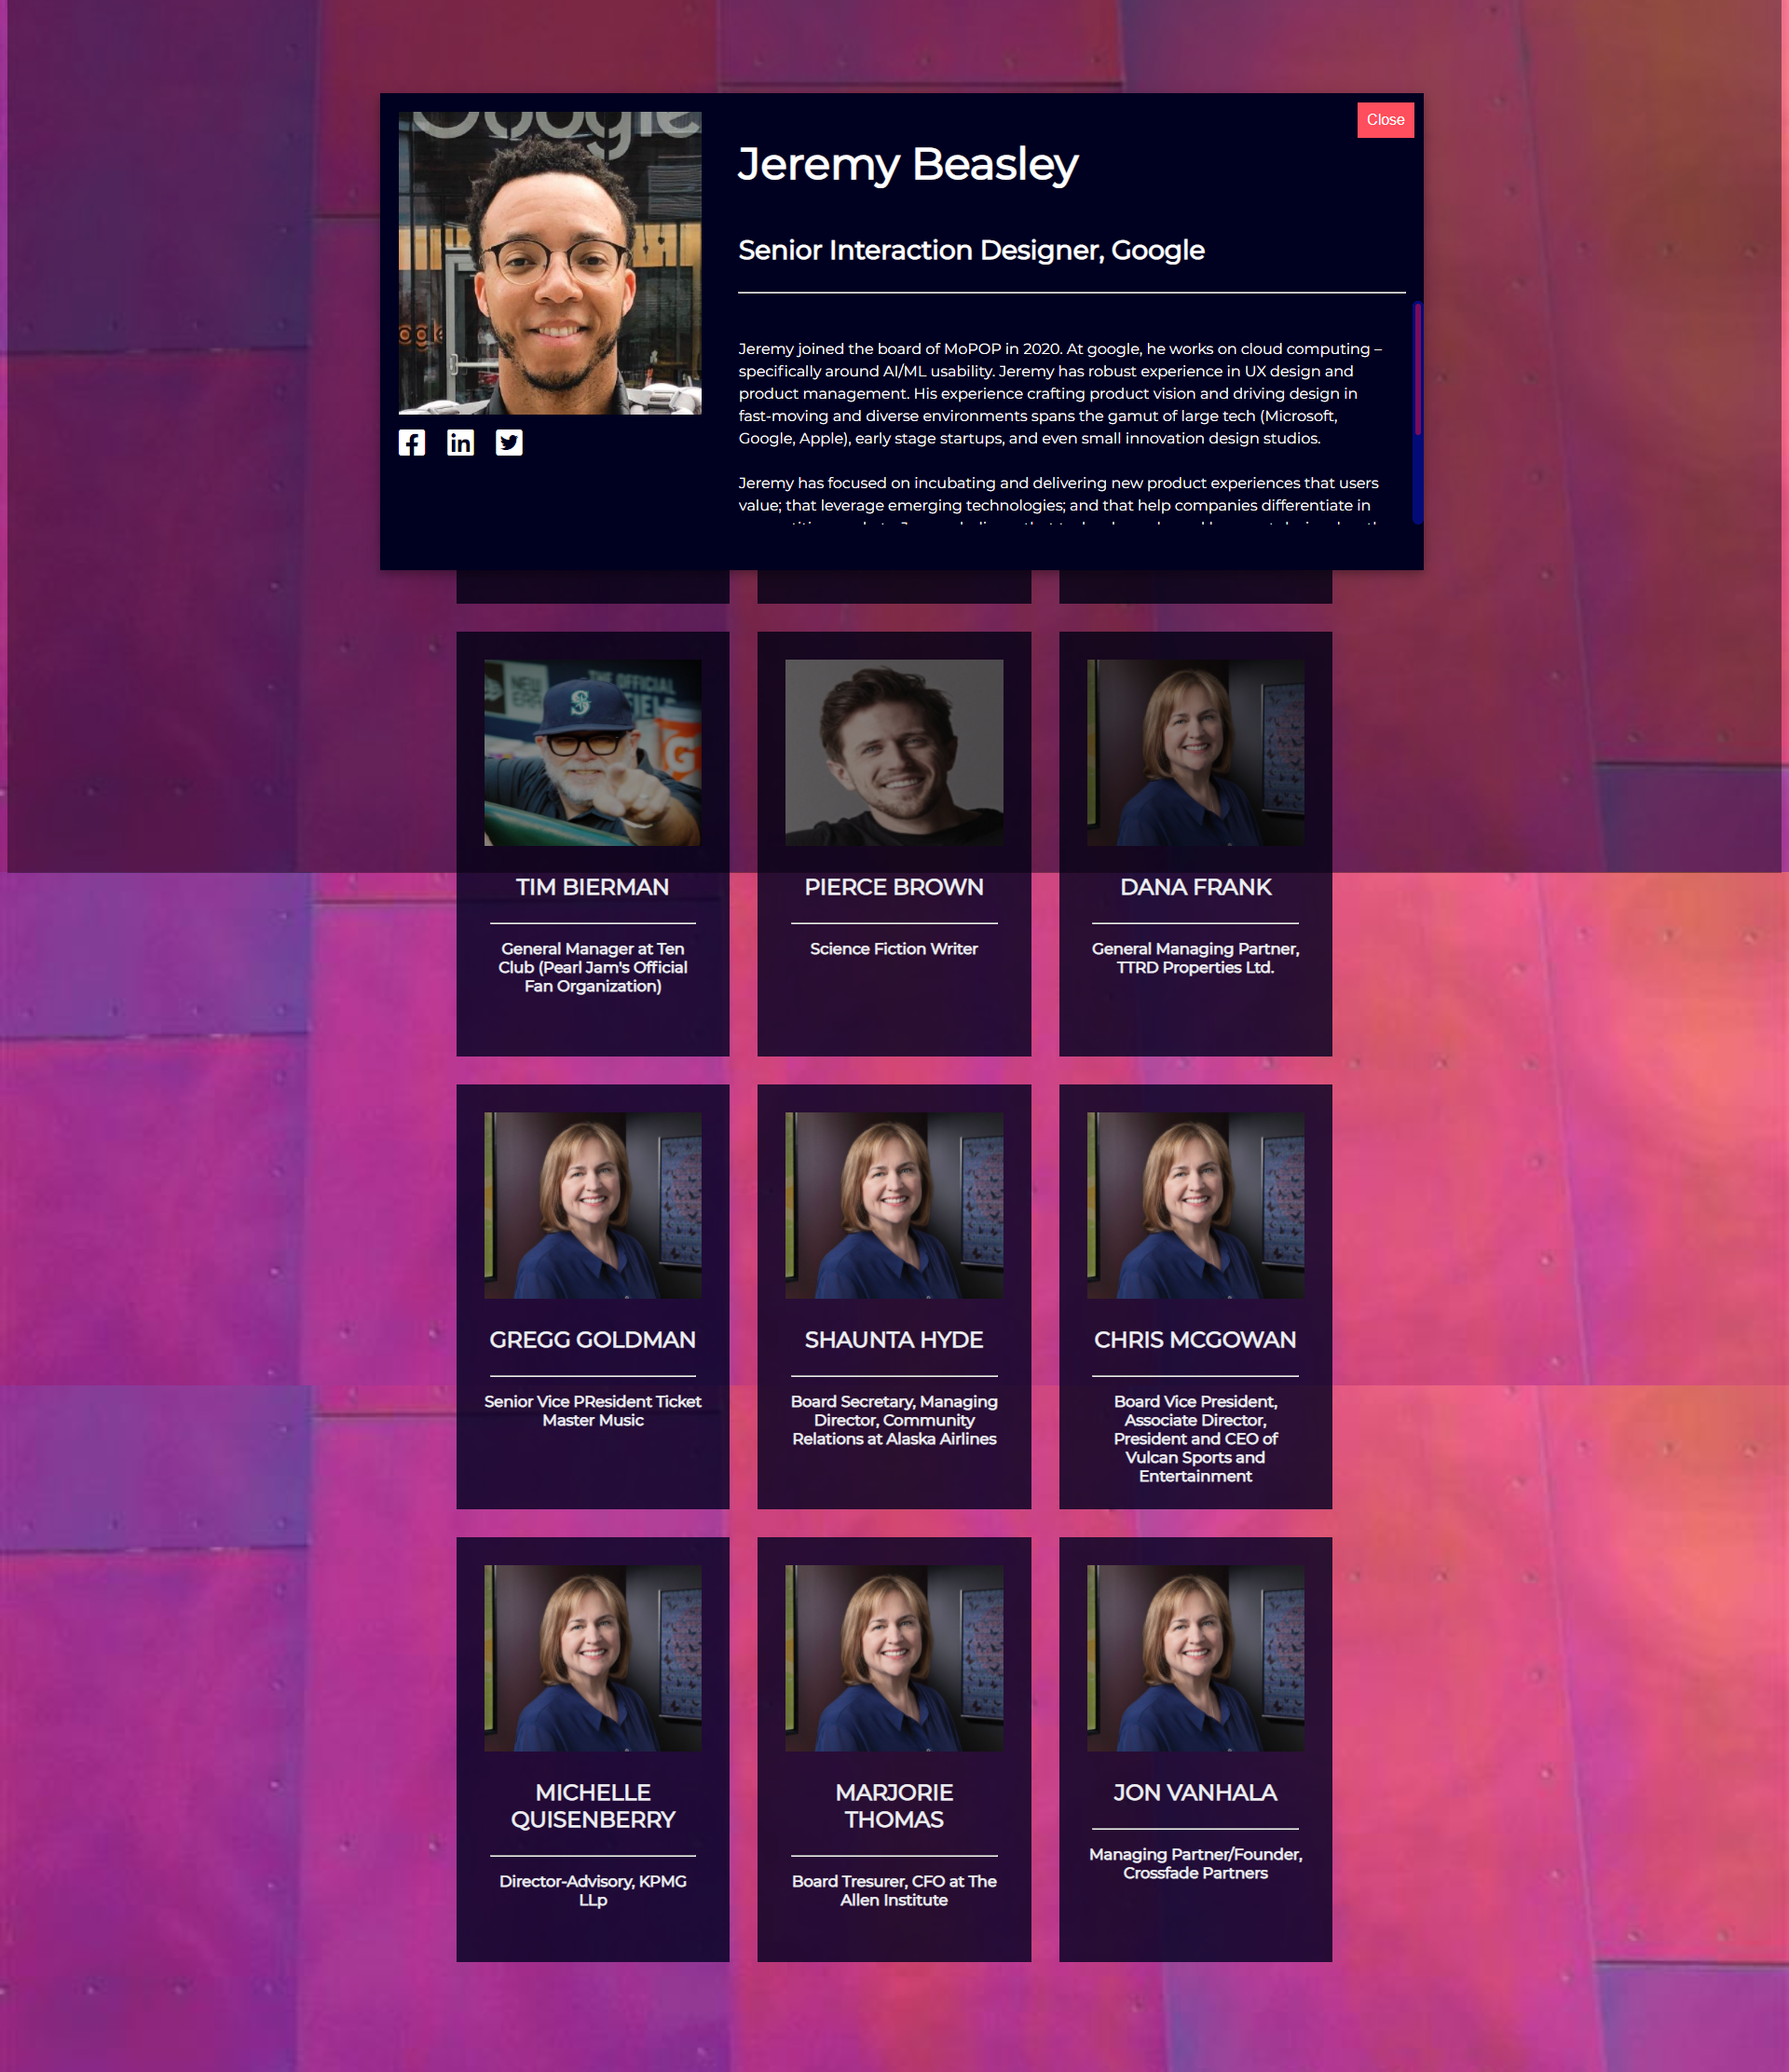 Google
Close
Jeremy Beasley
Senior Interaction Designer, Google
Jeremy joined the board of MoPOP in 2020. At google, he works on cloud computing –
specifically around AI/ML usability. Jeremy has robust experience in UX design and
product management. His experience crafting product vision and driving design in
fast-moving and diverse environments spans the gamut of large tech (Microsoft,
Google, Apple), early stage startups, and even small innovation design studios.
Jeremy has focused on incubating and delivering new product experiences that users
value; that leverage emerging technologies; and that help companies differentiate in
THE OFFICIAL
S
G
TIM BIERMAN
PIERCE BROWN
DANA FRANK
General Manager at Ten
Club (Pearl Jam's Official
Fan Organization)
Science Fiction Writer
General Managing Partner,
TTRD Properties Ltd.
GREGG GOLDMAN
SHAUNTA HYDE
CHRIS MCGOWAN
Senior Vice PResident Ticket
Master Music
Board Secretary, Managing
Director, Community
Relations at Alaska Airlines
Board Vice President,
Associate Director,
President and CEO of
Vulcan Sports and
Entertainment
MICHELLE
QUISENBERRY
MARJORIE
THOMAS
JON VANHALA
Director-Advisory, KPMG
LLp
Board Tresurer, CFO at The
Allen Institute
Managing Partner/Founder,
Crossfade Partners